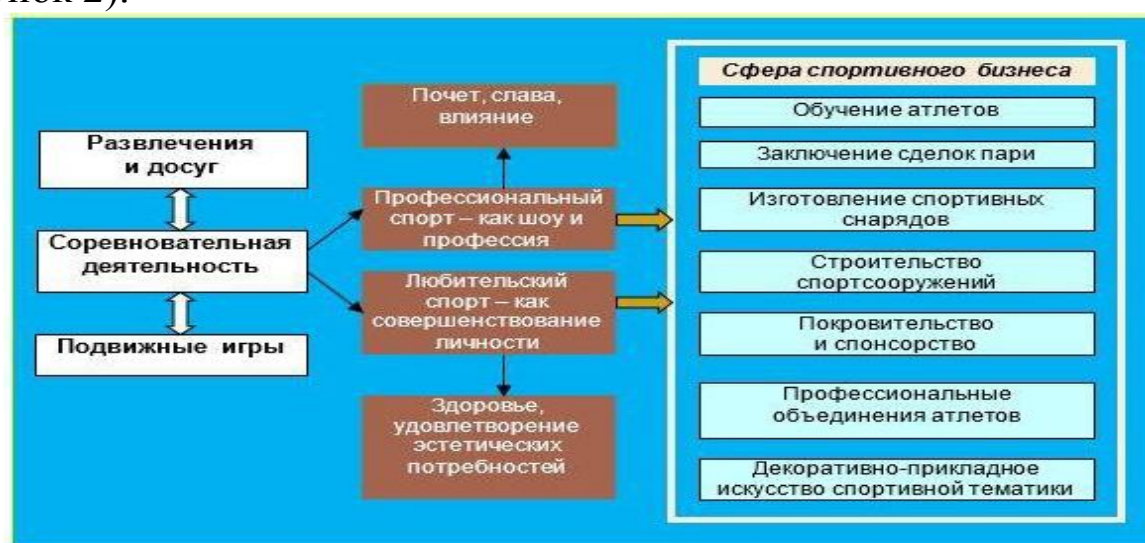 нок 2).
Развлечения
и досуг
Соревновательная
деятельность
Подвижные игры
Почет, слава,
влияние
Профессиональный
спорт – как шоу и
профессия
Любительский
спорт – как
совершенствование
личности
Здоровье,
удовлетворение
эстетических
потребностей
Сфера спортивного бизнеса
Обучение атлетов
Заключение сделок пари
Изготовление спортивных
снарядов
Строительство
спортсооружений
Покровительство
и спонсорство
Профессиональные
объединения атлетов
Декоративно-прикладное
искусство спортивной тематики